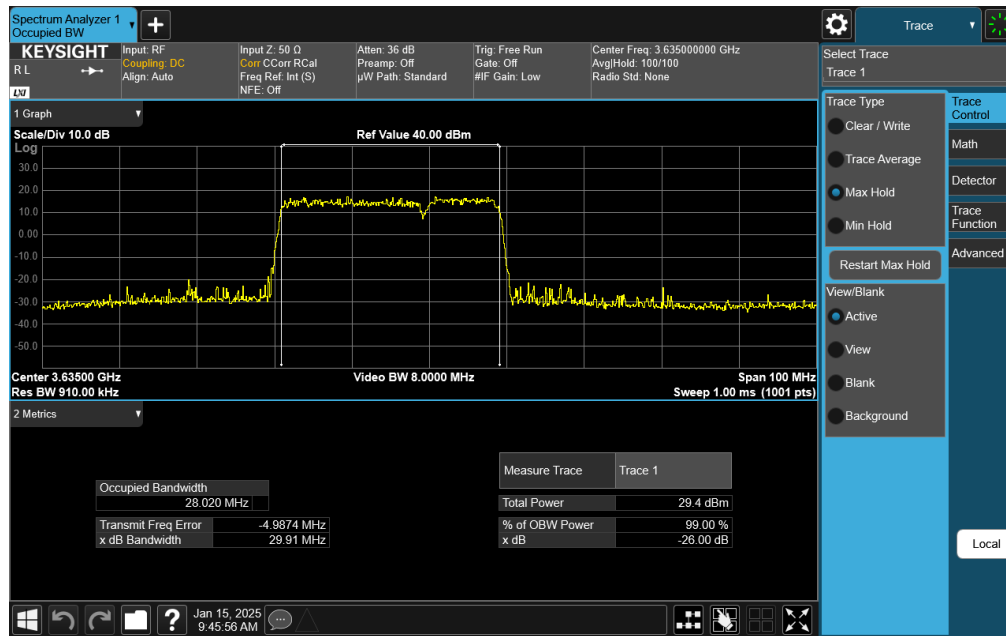 Spectrum Analyzer 1
Occupied BW
KEYSIGHT
R L
LXI
Input: RF
Coupling: DC
Align: Auto
Input Z: 50 Ω
Corr CCorr RCal
Freq Ref: Int (S)
NFE: Off
Atten: 36 dB
Preamp: Off
µW Path: Standard
Trig: Free Run
Gate: Off
#IF Gain: Low
Center Freq: 3.635000000 GHz
Avg|Hold: 100/100
Radio Std: None
1 Graph
Scale/Div 10.0 dB
Ref Value 40.00 dBm
Log
30.0
20.0
10.0
0.00
-10.0
-20.0
-30.0
-40.0
-50.0
Center 3.63500 GHz
Video BW 8.0000 MHz
Span 100 MHz
Res BW 910.00 kHz
Sweep 1.00 ms (1001 pts)
2 Metrics
Measure Trace
Trace 1
Occupied Bandwidth
28.020 MHz
Total Power
29.4 dBm
Transmit Freq Error
-4.9874 MHz
% of OBW Power
99.00 %
x dB Bandwidth
29.91 MHz
x dB
-26.00 dB
?
Jan 15, 2025
9:45:56 AM
Trace
Select Trace
Trace 1
Trace Type
Clear / Write
Trace Average
Max Hold
Min Hold
Restart Max Hold
View/Blank
Active
View
Blank
Background
Trace
Control
Math
Detector
Trace
Function
Advanced
Local